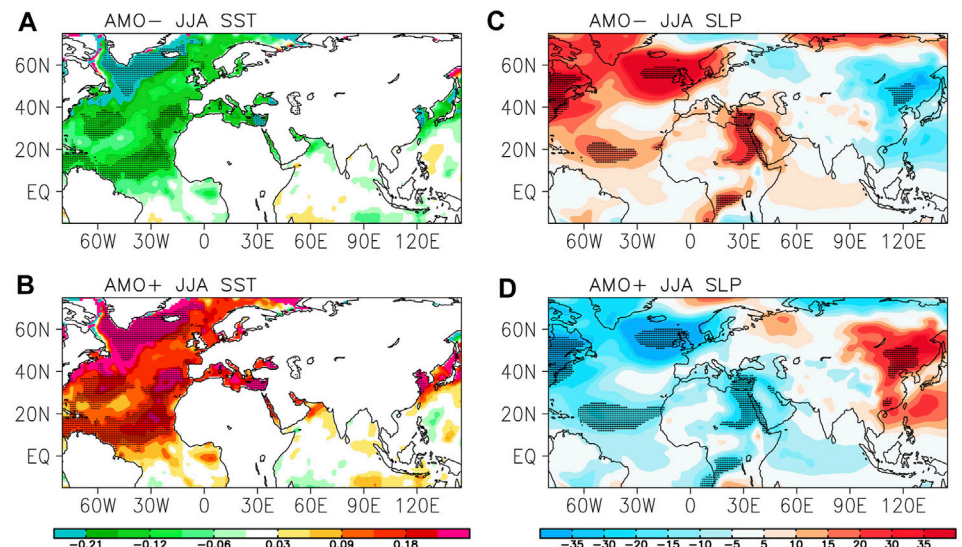 A AMO− JJA SST
60N
40N
20N
EQ
60W 30W 0 30E 60E 90E 120E
C AMO− JJA SLP
60N
40N
20N
EQ
60W 30W 0 30E 60E 90E 120E
B AMO+ JJA SST
60N
40N
20N
EQ
60W 30W 0 30E 60E 90E 120E
−0.21 −0.12 −0.06 0.03 0.09 0.18
D AMO+ JJA SLP
60N
40N
20N
EQ
60W 30W 0 30E 60E 90E 120E
−35 −20 −10 5 15 20 30 35